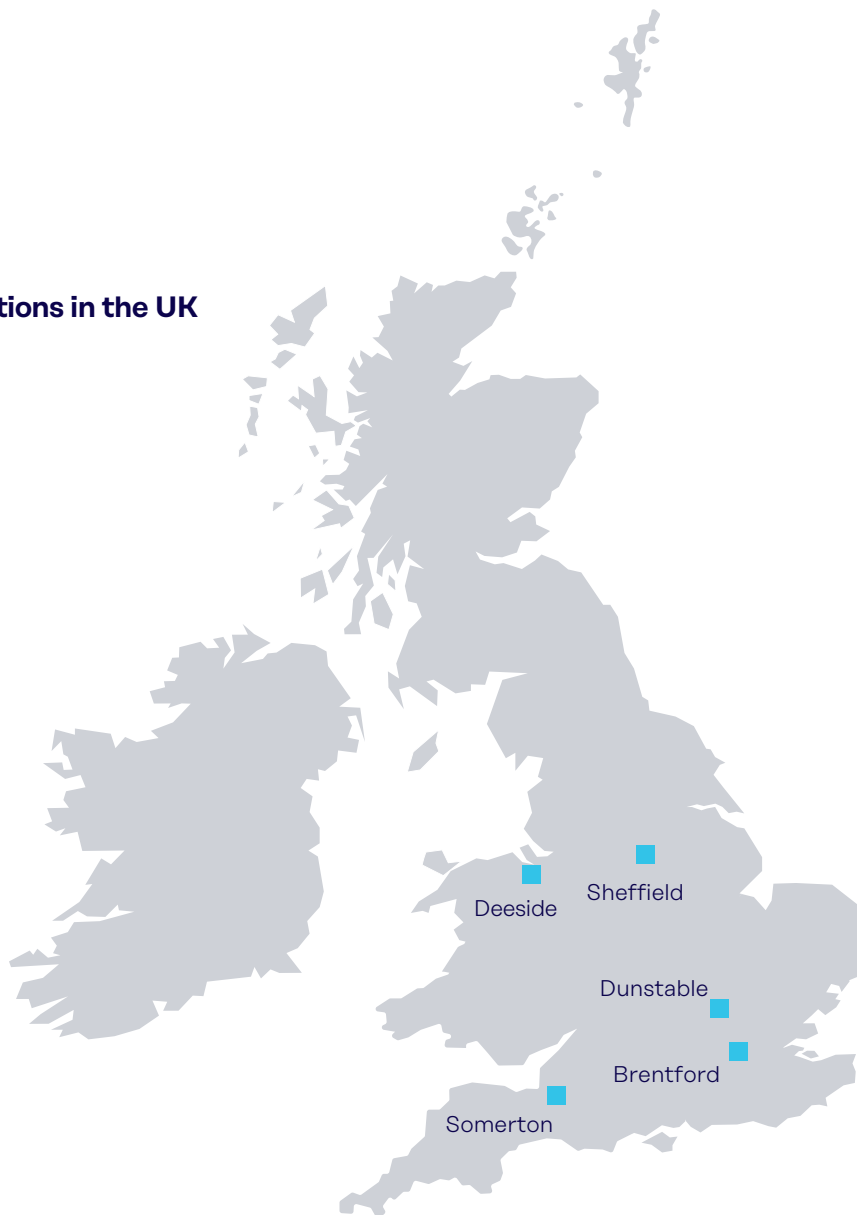 tions in the UK
Sheffield
Deeside
Dunstable
Brentford
Somerton